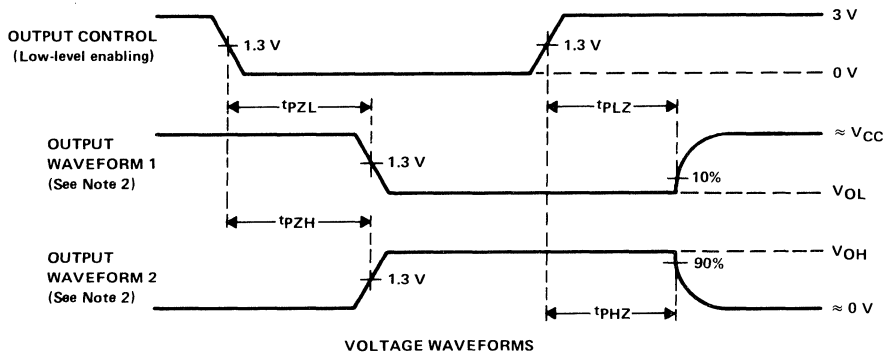 OUTPUT CONTROL
(Low-level enabling)
1.3 V
1.3 V
3 V
0 V
tPZL
tPLZ
OUTPUT
WAVEFORM 1
(See Note 2)
1.3 V
≈ VCC
10%
VOL
tPZH
OUTPUT
WAVEFORM 2
(See Note 2)
1.3 V
VOH
90%
≈ 0 V
tPHZ
VOLTAGE WAVEFORMS